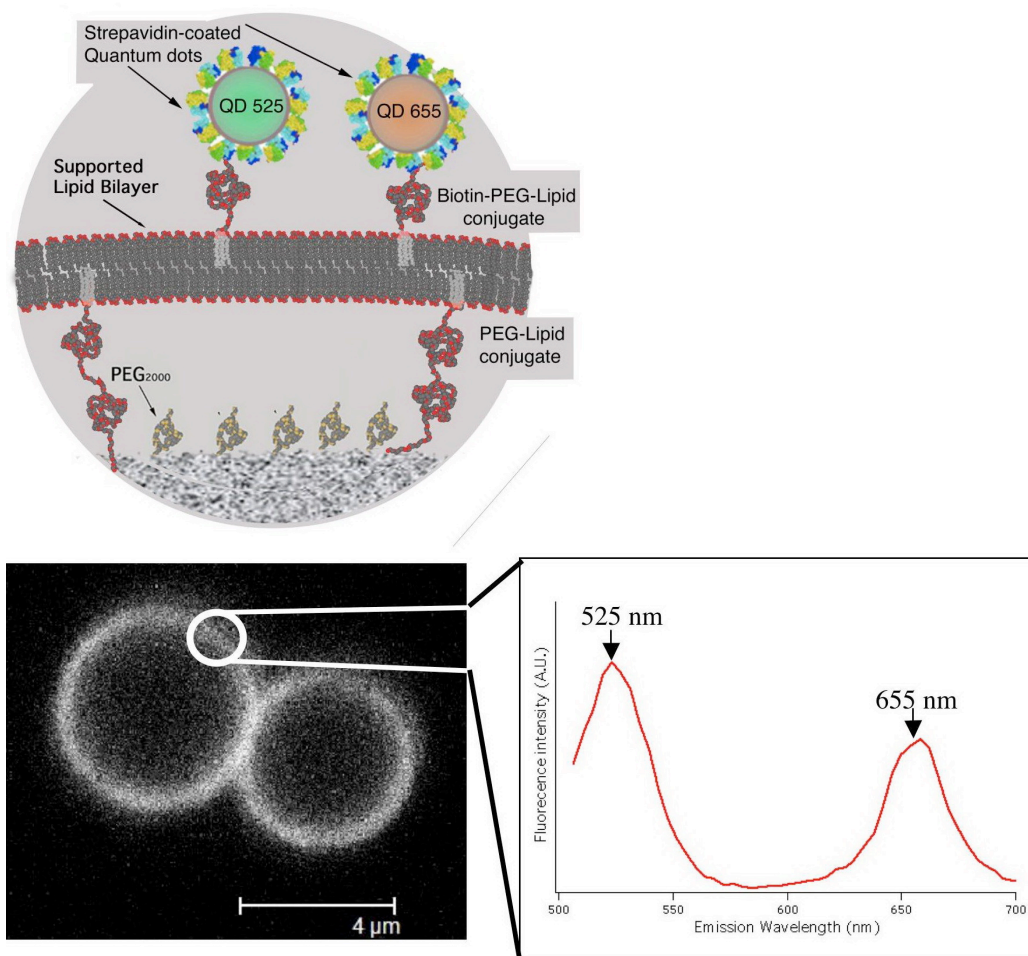 Strepavidin-coated
Quantum dots
QD 525
QD 655
Supported
Lipid Bilayer
Biotin-PEG-Lipid
conjugate
PEG-Lipid
conjugate
PEG2000
4 µm
525 nm
655 nm
Fluorecence intensity (A.U.)
500 550 600 650 700
Emission Wavelength (nm)